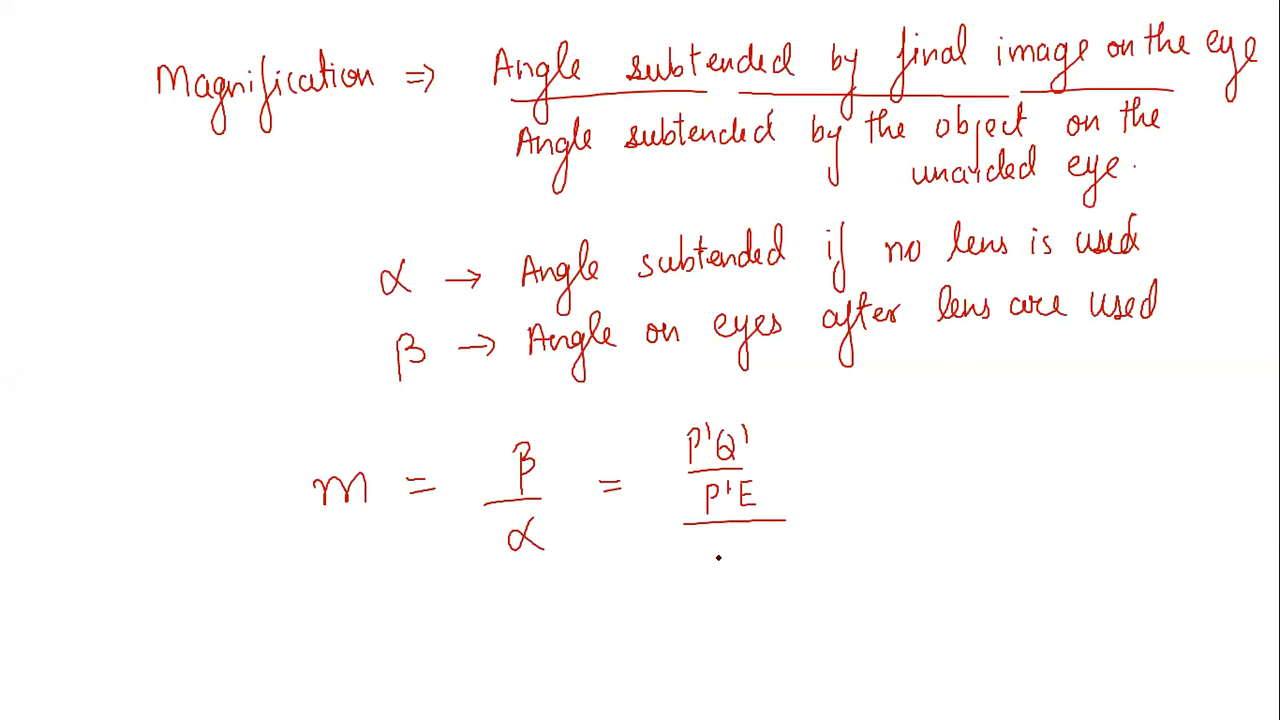 Magnification => Angle subtended by final image on the eye
Angle subtended by the object on the
unaided eye.
α → Angle subtended if no lens is used
β → Angle on eyes after lens are used
m = β/α = P'Q'/P'E